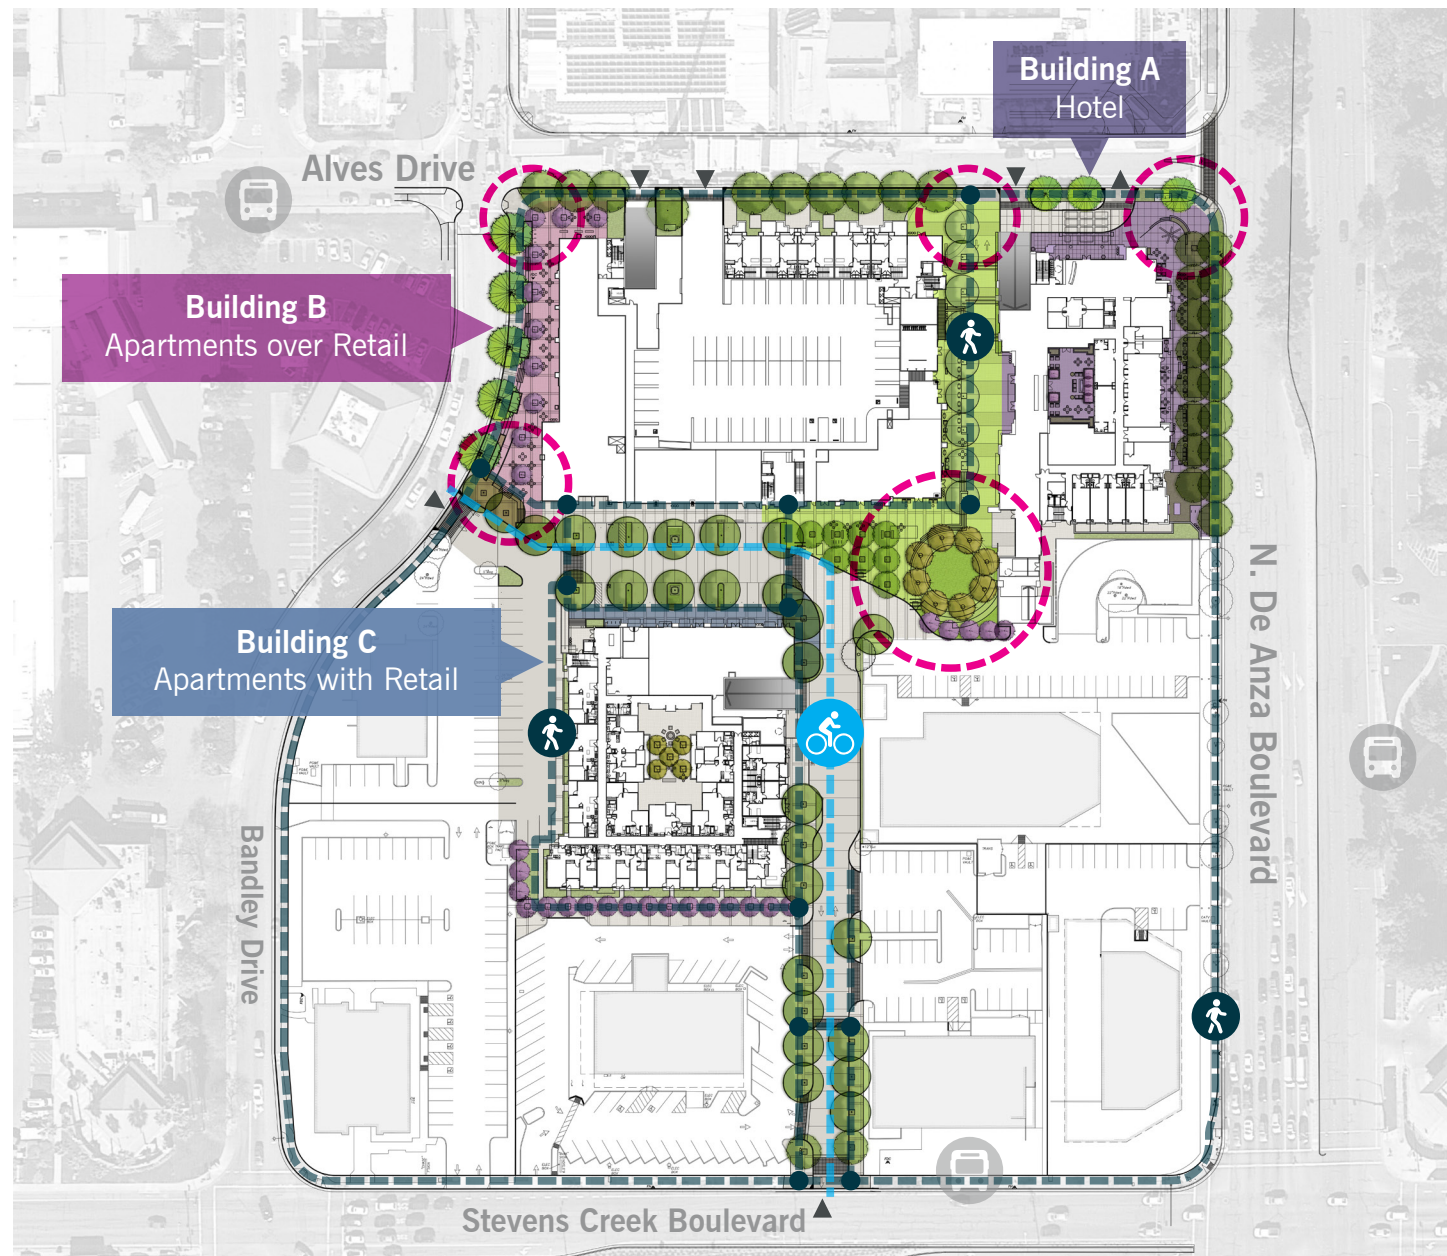 Building A
Hotel
Alves Drive
Building B
Apartments over Retail
Building C
Apartments with Retail
N. De Anza Boulevard
Bandley Drive
Stevens Creek Boulevard